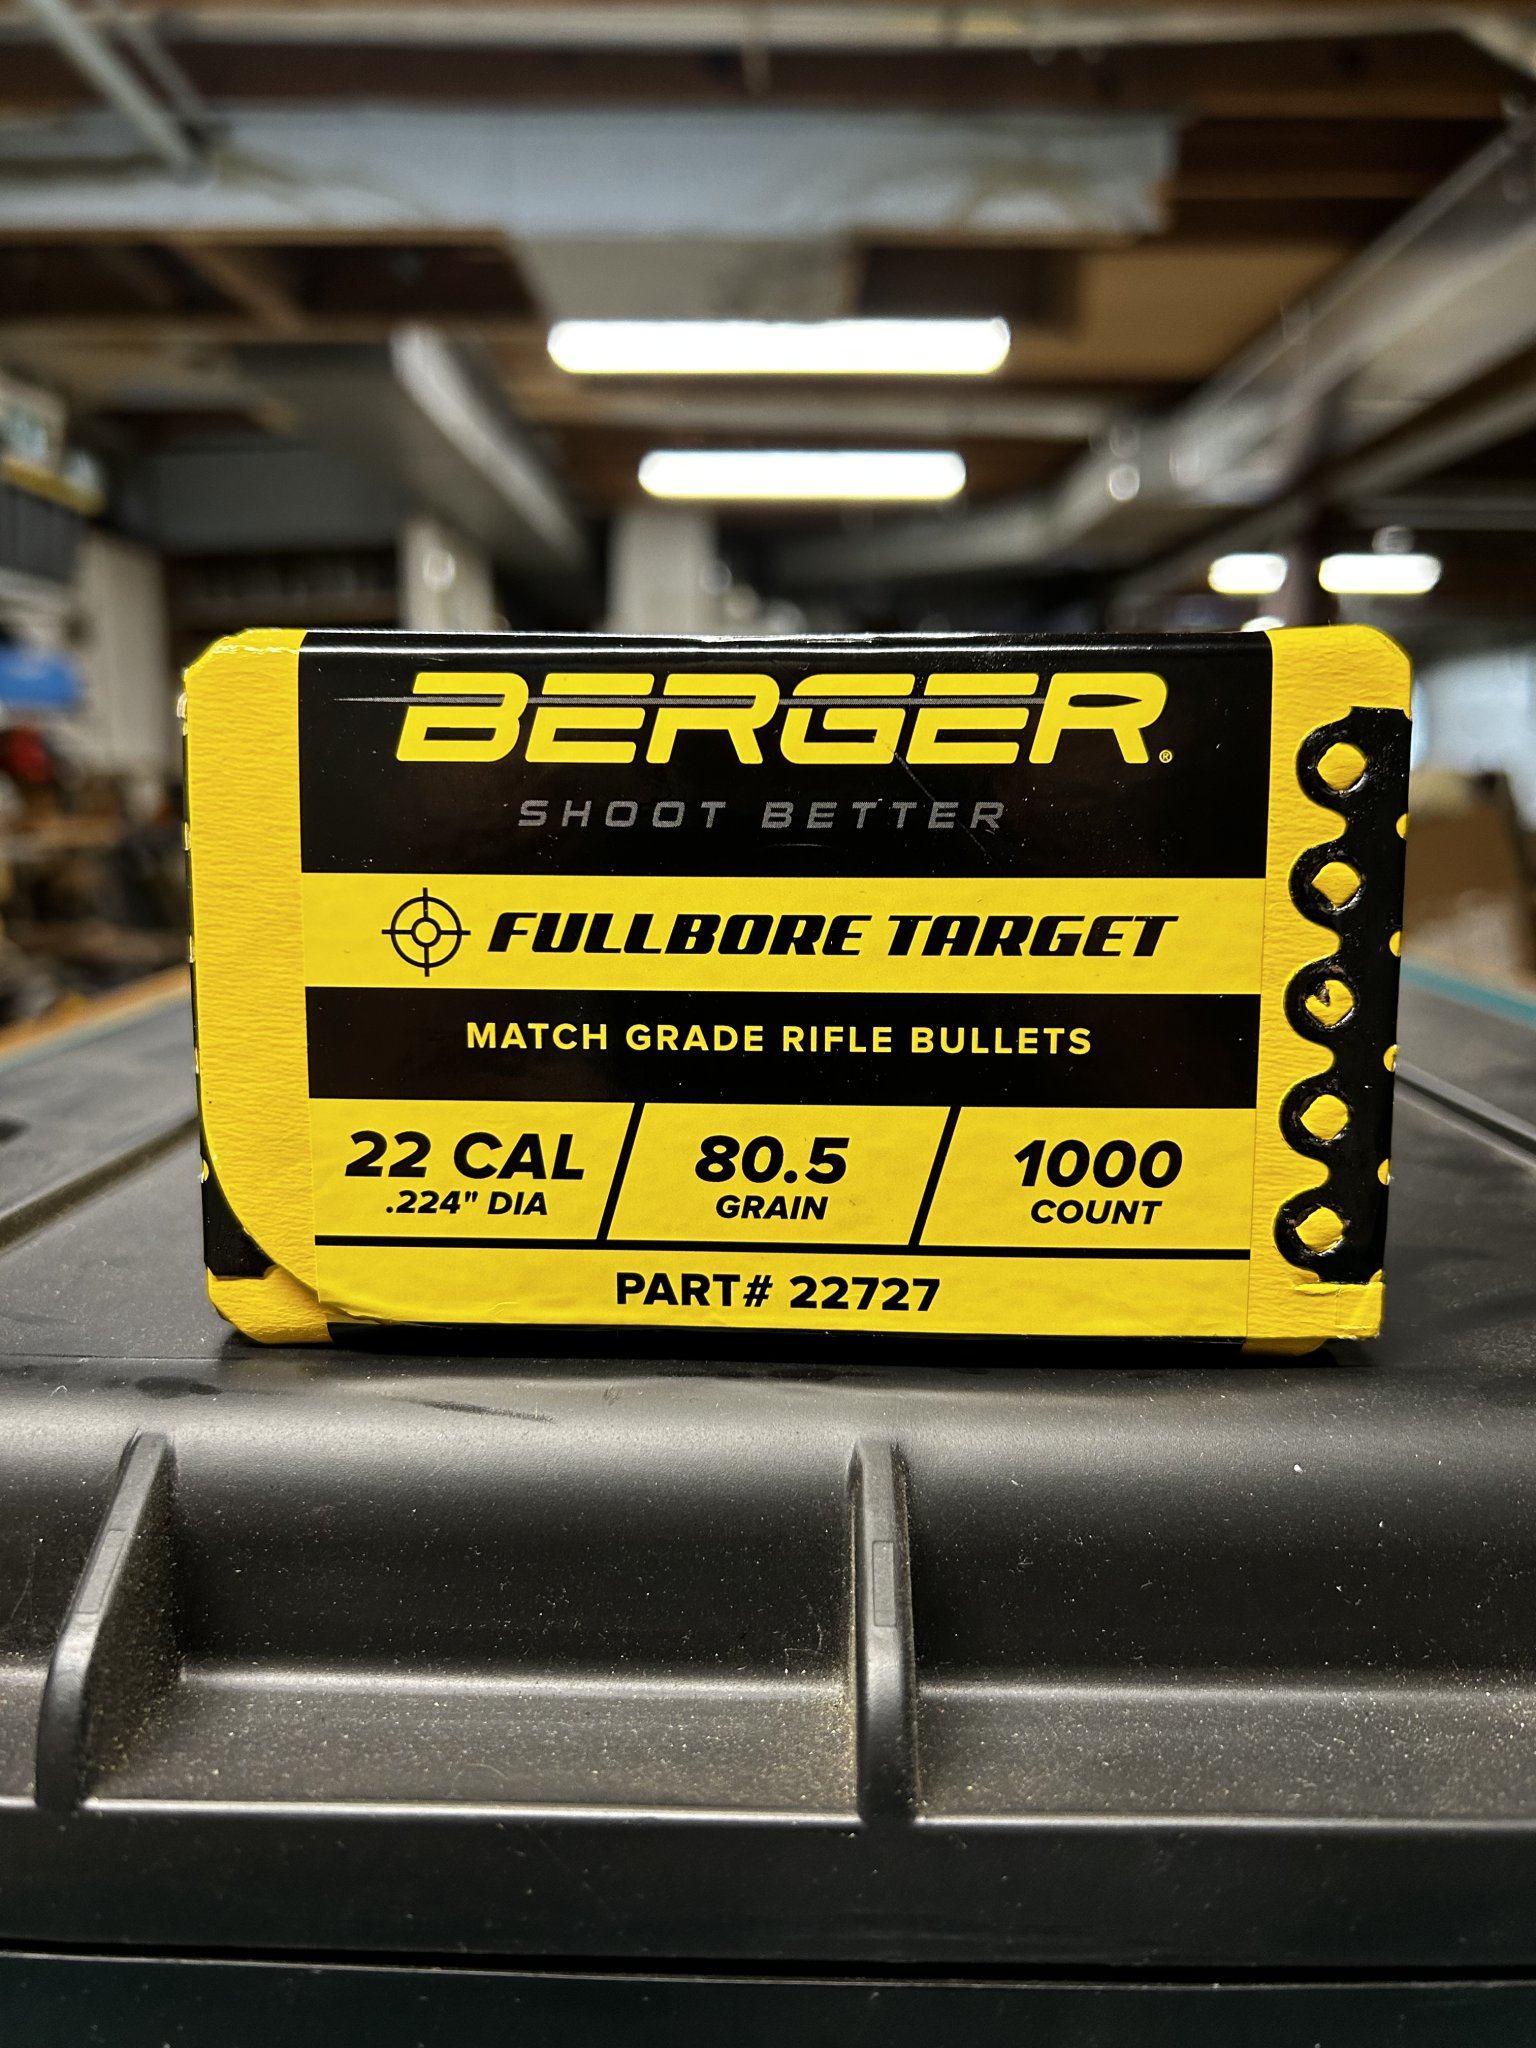 BERGER®
SHOOT BETTER
FULLBORE TARGET
MATCH GRADE RIFLE BULLETS
22 CAL 80.5 1000
.224" DIA GRAIN COUNT
PART# 22727